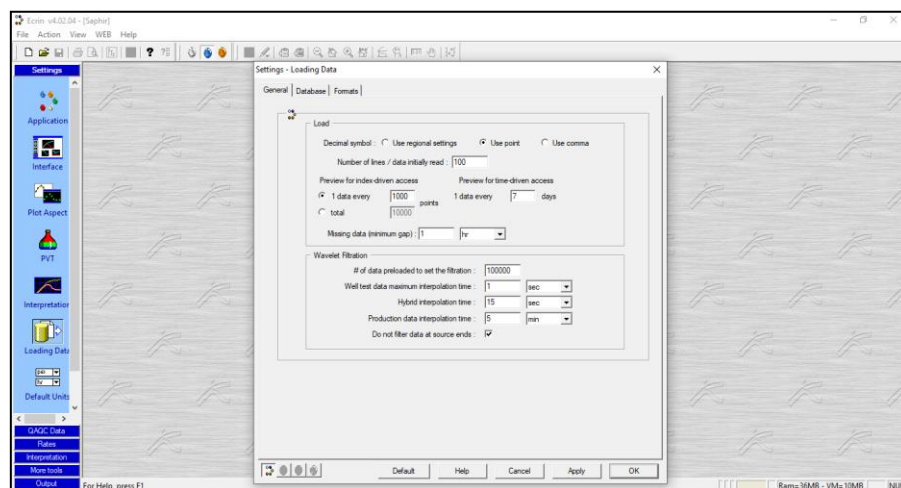 Ecrin v4.02.04 - [Saphir]
File Action View WEB Help
Settings
Application
Interface
Plot Aspect
PVT
Interpretation
Loading Data
Default Units
QAQC Data
Rates
Interpretation
More tools
Output
Settings - Loading Data
General Database Formats
Load
Decimal symbol : Use regional settings Use point Use comma
Number of lines / data initially read : 100
Preview for index-driven access Preview for time-driven access
1 data every 1000 points 1 data every 7 days
total 10000
Missing data (minimum gap) : 1 hr
Wavelet Filtration
# of data preloaded to set the filtration : 100000
Well test data maximum interpolation time : 1 sec
Hybrid interpolation time : 15 sec
Production data interpolation time : 5 min
Do not filter data at source ends :
Default Help Cancel Apply OK
For Help, press F1
Ram=36MB - VM=10MB NU